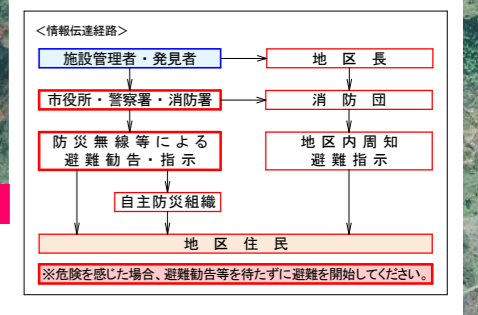 ＜情報伝達経路＞
施設管理者・発見者
地区長
市役所・警察署・消防署
消防団
防災無線等による
避難勧告・指示
地区内周知
避難指示
自主防災組織
地区住民
※危険を感じた場合、避難勧告等を待たずに避難を開始してください。